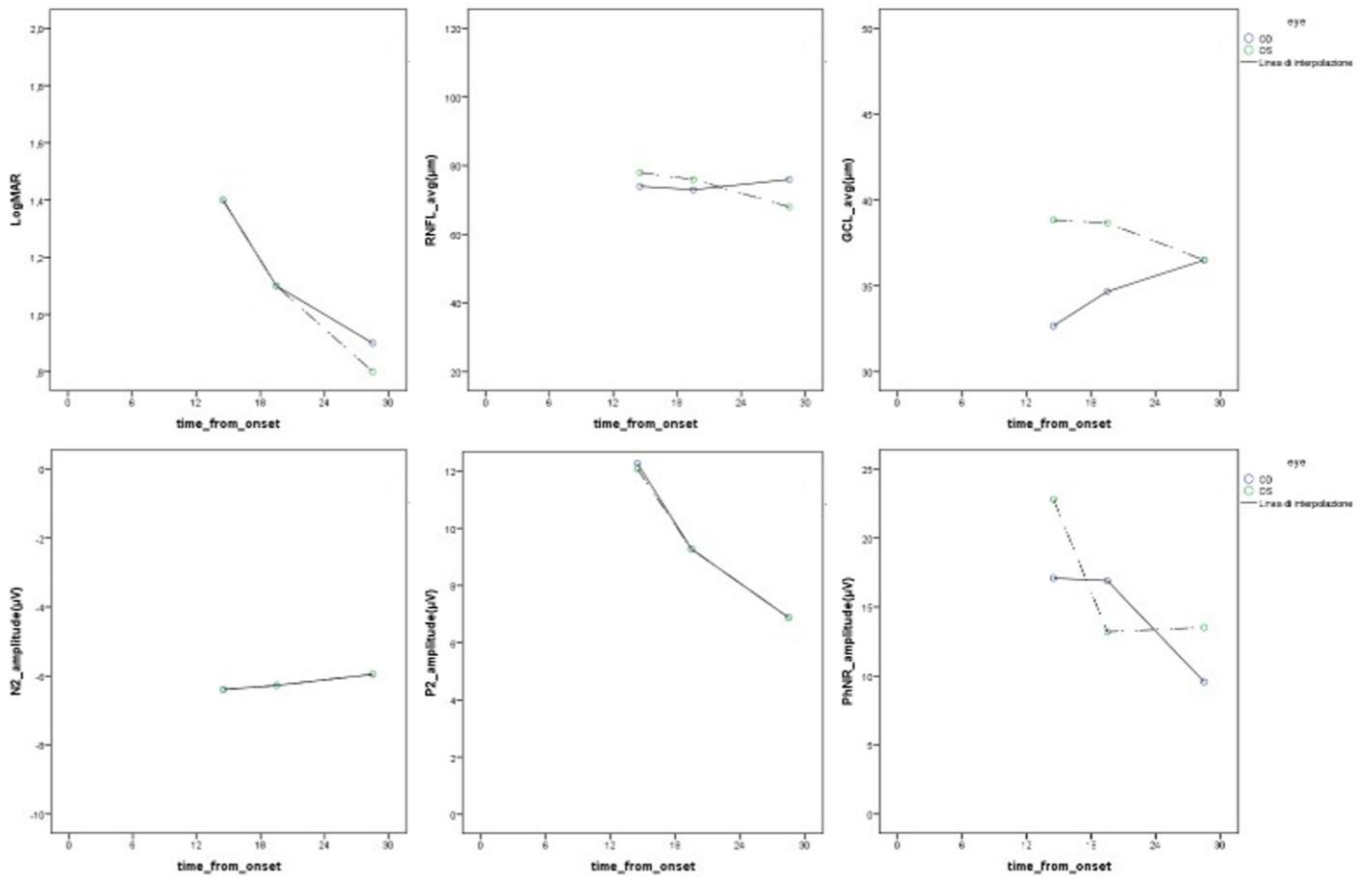 2,0
1,8
1,6
1,4
1,2
1,0
,8
LogMAR
0 6 12 18 24 30
time_from_onset
120
100
80
60
40
20
RNFL_avg(μm)
0 6 12 18 24 30
time_from_onset
50
45
40
35
30
GCL_avg(μm)
0 6 12 18 24 30
time_from_onset
eye
OD
OS
Linea di interpolazione
0
-2
-4
-6
-8
-10
N2_amplitude(μV)
0 6 12 18 24 30
time_from_onset
12
10
8
6
4
2
0
P2_amplitude(μV)
0 6 12 18 24 30
time_from_onset
25
20
15
10
5
0
PhNR_amplitude(μV)
0 6 12 18 24 30
time_from_onset
eye
OD
OS
Linea di interpolazione